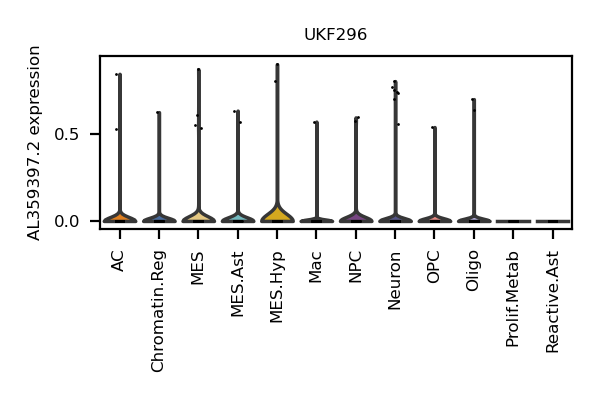 UKF296
AL359397.2 expression
0.5
0.0
AC
Chromatin.Reg
MES
MES.Ast
MES.Hyp
Mac
NPC
Neuron
OPC
Oligo
Prolif.Metab
Reactive.Ast